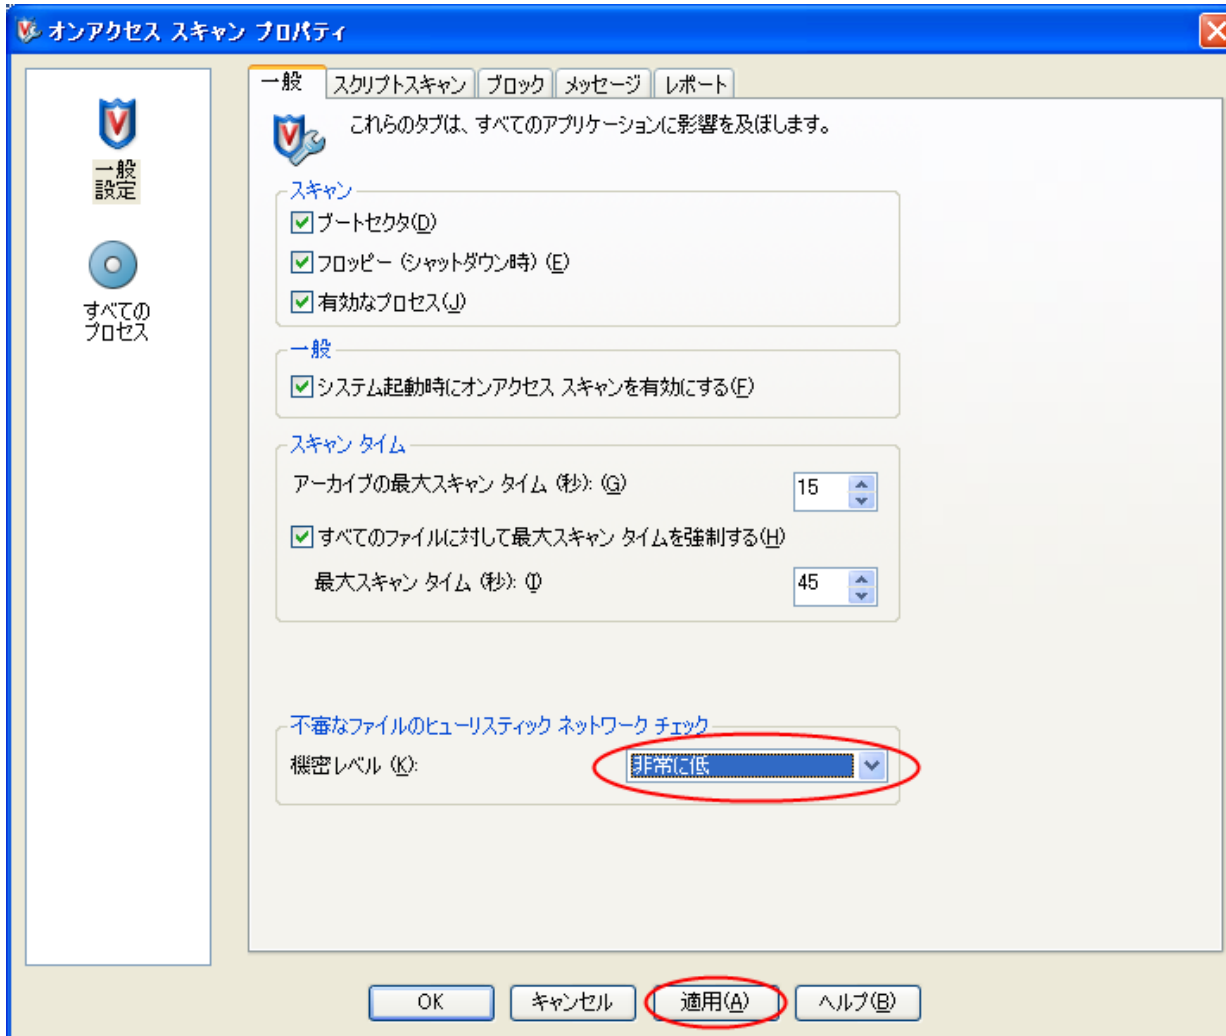 オンアクセス スキャン プロパティ
一般
設定
すべての
プロセス
一般 スクリプトスキャン ブロック メッセージ レポート
これらのタブは、すべてのアプリケーションに影響を及ぼします。
スキャン
ブートセクタ(D)
フロッピー (シャットダウン時) (E)
有効なプロセス(J)
一般
システム起動時にオンアクセス スキャンを有効にする(F)
スキャン タイム
アーカイブの最大スキャン タイム (秒): (G) 15
すべてのファイルに対して最大スキャン タイムを強制する(H)
最大スキャン タイム (秒): (I) 45
不審なファイルのヒューリスティック ネットワーク チェック
機密レベル (K): 非常に低
OK キャンセル 適用(A) ヘルプ(B)